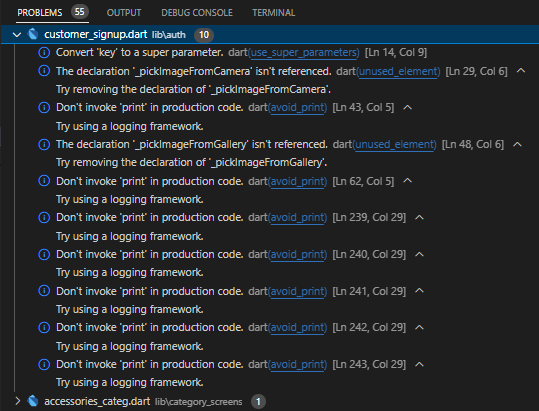 PROBLEMS 55 OUTPUT DEBUG CONSOLE TERMINAL
customer_signup.dart lib\auth 10
Convert 'key' to a super parameter. dart(use_super_parameters) [Ln 14, Col 9]
The declaration '_pickImageFromCamera' isn't referenced. dart(unused_element) [Ln 29, Col 6]
Try removing the declaration of '_pickImageFromCamera'.
Don't invoke 'print' in production code. dart(avoid_print) [Ln 43, Col 5]
Try using a logging framework.
The declaration '_pickImageFromGallery' isn't referenced. dart(unused_element) [Ln 48, Col 6]
Try removing the declaration of '_pickImageFromGallery'.
Don't invoke 'print' in production code. dart(avoid_print) [Ln 62, Col 5]
Try using a logging framework.
Don't invoke 'print' in production code. dart(avoid_print) [Ln 239, Col 29]
Try using a logging framework.
Don't invoke 'print' in production code. dart(avoid_print) [Ln 240, Col 29]
Try using a logging framework.
Don't invoke 'print' in production code. dart(avoid_print) [Ln 241, Col 29]
Try using a logging framework.
Don't invoke 'print' in production code. dart(avoid_print) [Ln 242, Col 29]
Try using a logging framework.
Don't invoke 'print' in production code. dart(avoid_print) [Ln 243, Col 29]
Try using a logging framework.
accessories_categ.dart lib\category_screens 1